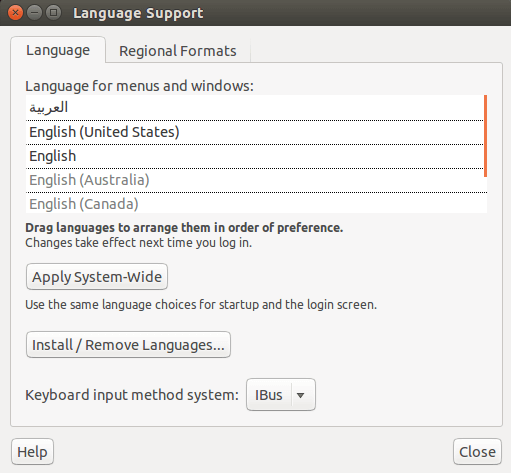 Language Support
Language
Regional Formats
Language for menus and windows:
العربية
English (United States)
English
English (Australia)
English (Canada)
Drag languages to arrange them in order of preference.
Changes take effect next time you log in.
Apply System-Wide
Use the same language choices for startup and the login screen.
Install / Remove Languages...
Keyboard input method system: IBus
Help
Close